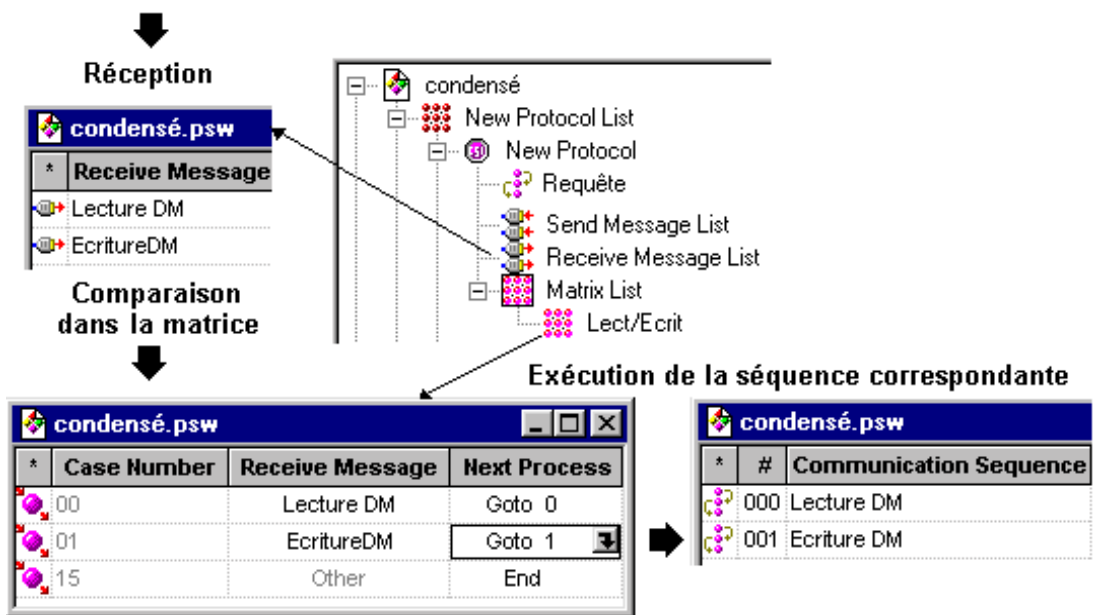 Réception
condensé.psw
* Receive Message
Lecture DM
EcritureDM
condensé
New Protocol List
New Protocol
Requête
Send Message List
Receive Message List
Matrix List
Lect/Ecrit
Comparaison
dans la matrice
Exécution de la séquence correspondante
condensé.psw
* Case Number Receive Message Next Process
00 Lecture DM Goto 0
01 EcritureDM Goto 1
15 Other End
condensé.psw
* # Communication Sequence
000 Lecture DM
001 Ecriture DM